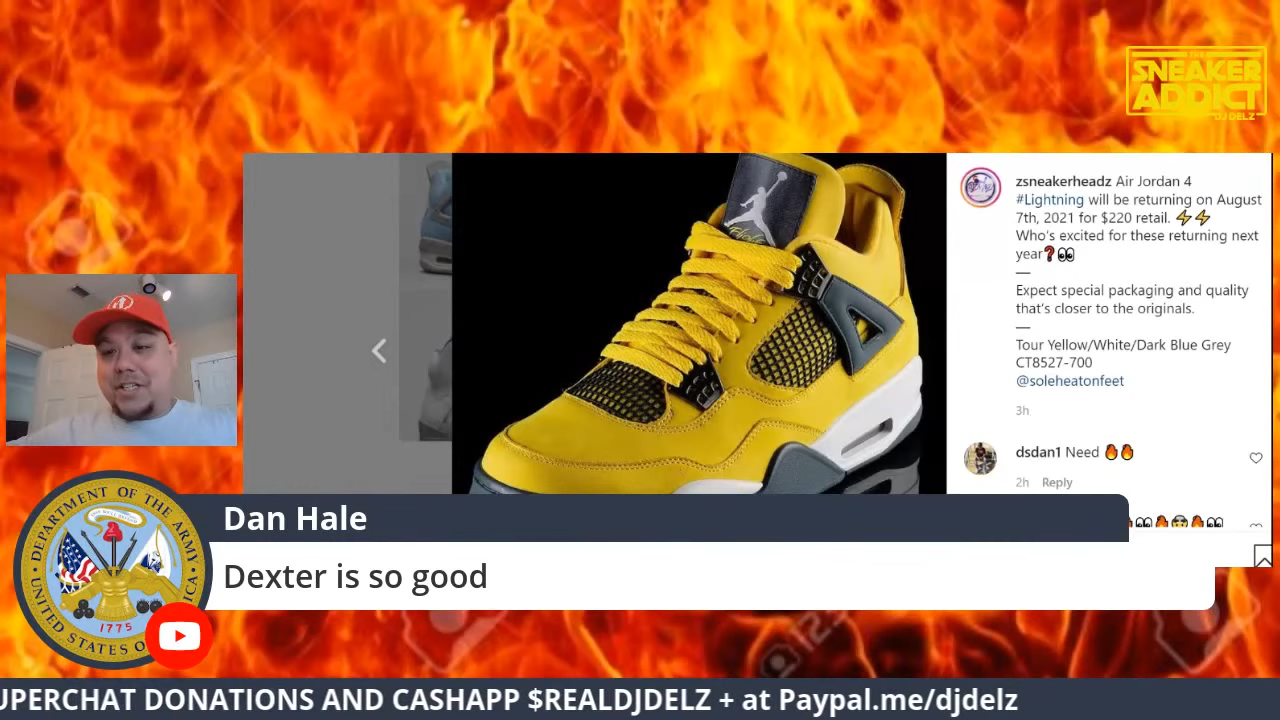 SNEAKER
ADDICT
DJ DELZ
zsneakerheadz Air Jordan 4
#Lightning will be returning on August
7th, 2021 for $220 retail. ⚡⚡
Who's excited for these returning next
year❓👀
—
Expect special packaging and quality
that's closer to the originals.
—
Tour Yellow/White/Dark Blue Grey
CT8527-700
@soleheatonfeet
3h
dsdan1 Need 🔥🔥
2h Reply
Flight
Dan Hale
Dexter is so good
DEPARTMENT OF THE ARMY
UNITED STATES O
ICA
1775
UPERCHAT DONATIONS AND CASHAPP $REALDJDELZ + at Paypal.me/djdelz